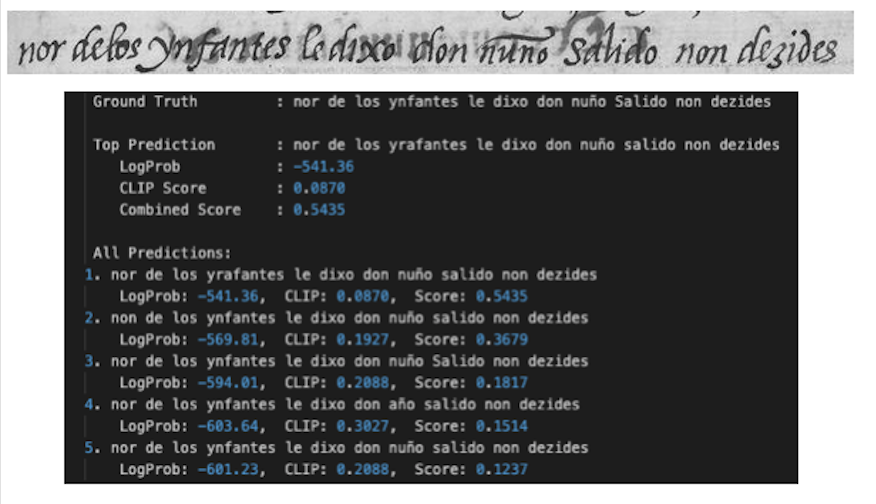 nor delos ynfantes le dixo don nuño Salido non dezides
Ground Truth : nor de los ynfantes le dixo don nuño Salido non dezides
Top Prediction : nor de los yrafantes le dixo don nuño salido non dezides
LogProb : -541.36
CLIP Score : 0.0870
Combined Score : 0.5435
All Predictions:
1. nor de los yrafantes le dixo don nuño salido non dezides
LogProb: -541.36, CLIP: 0.0870, Score: 0.5435
2. non de los ynfantes le dixo don nuño salido non dezides
LogProb: -569.81, CLIP: 0.1927, Score: 0.3679
3. nor de los ynfantes le dixo don nuño Salido non dezides
LogProb: -594.01, CLIP: 0.2088, Score: 0.1817
4. nor de los ynfantes le dixo don año salido non dezides
LogProb: -603.64, CLIP: 0.3027, Score: 0.1514
5. nor de los ynfantes le dixo don nuño salido non dezides
LogProb: -601.23, CLIP: 0.2088, Score: 0.1237